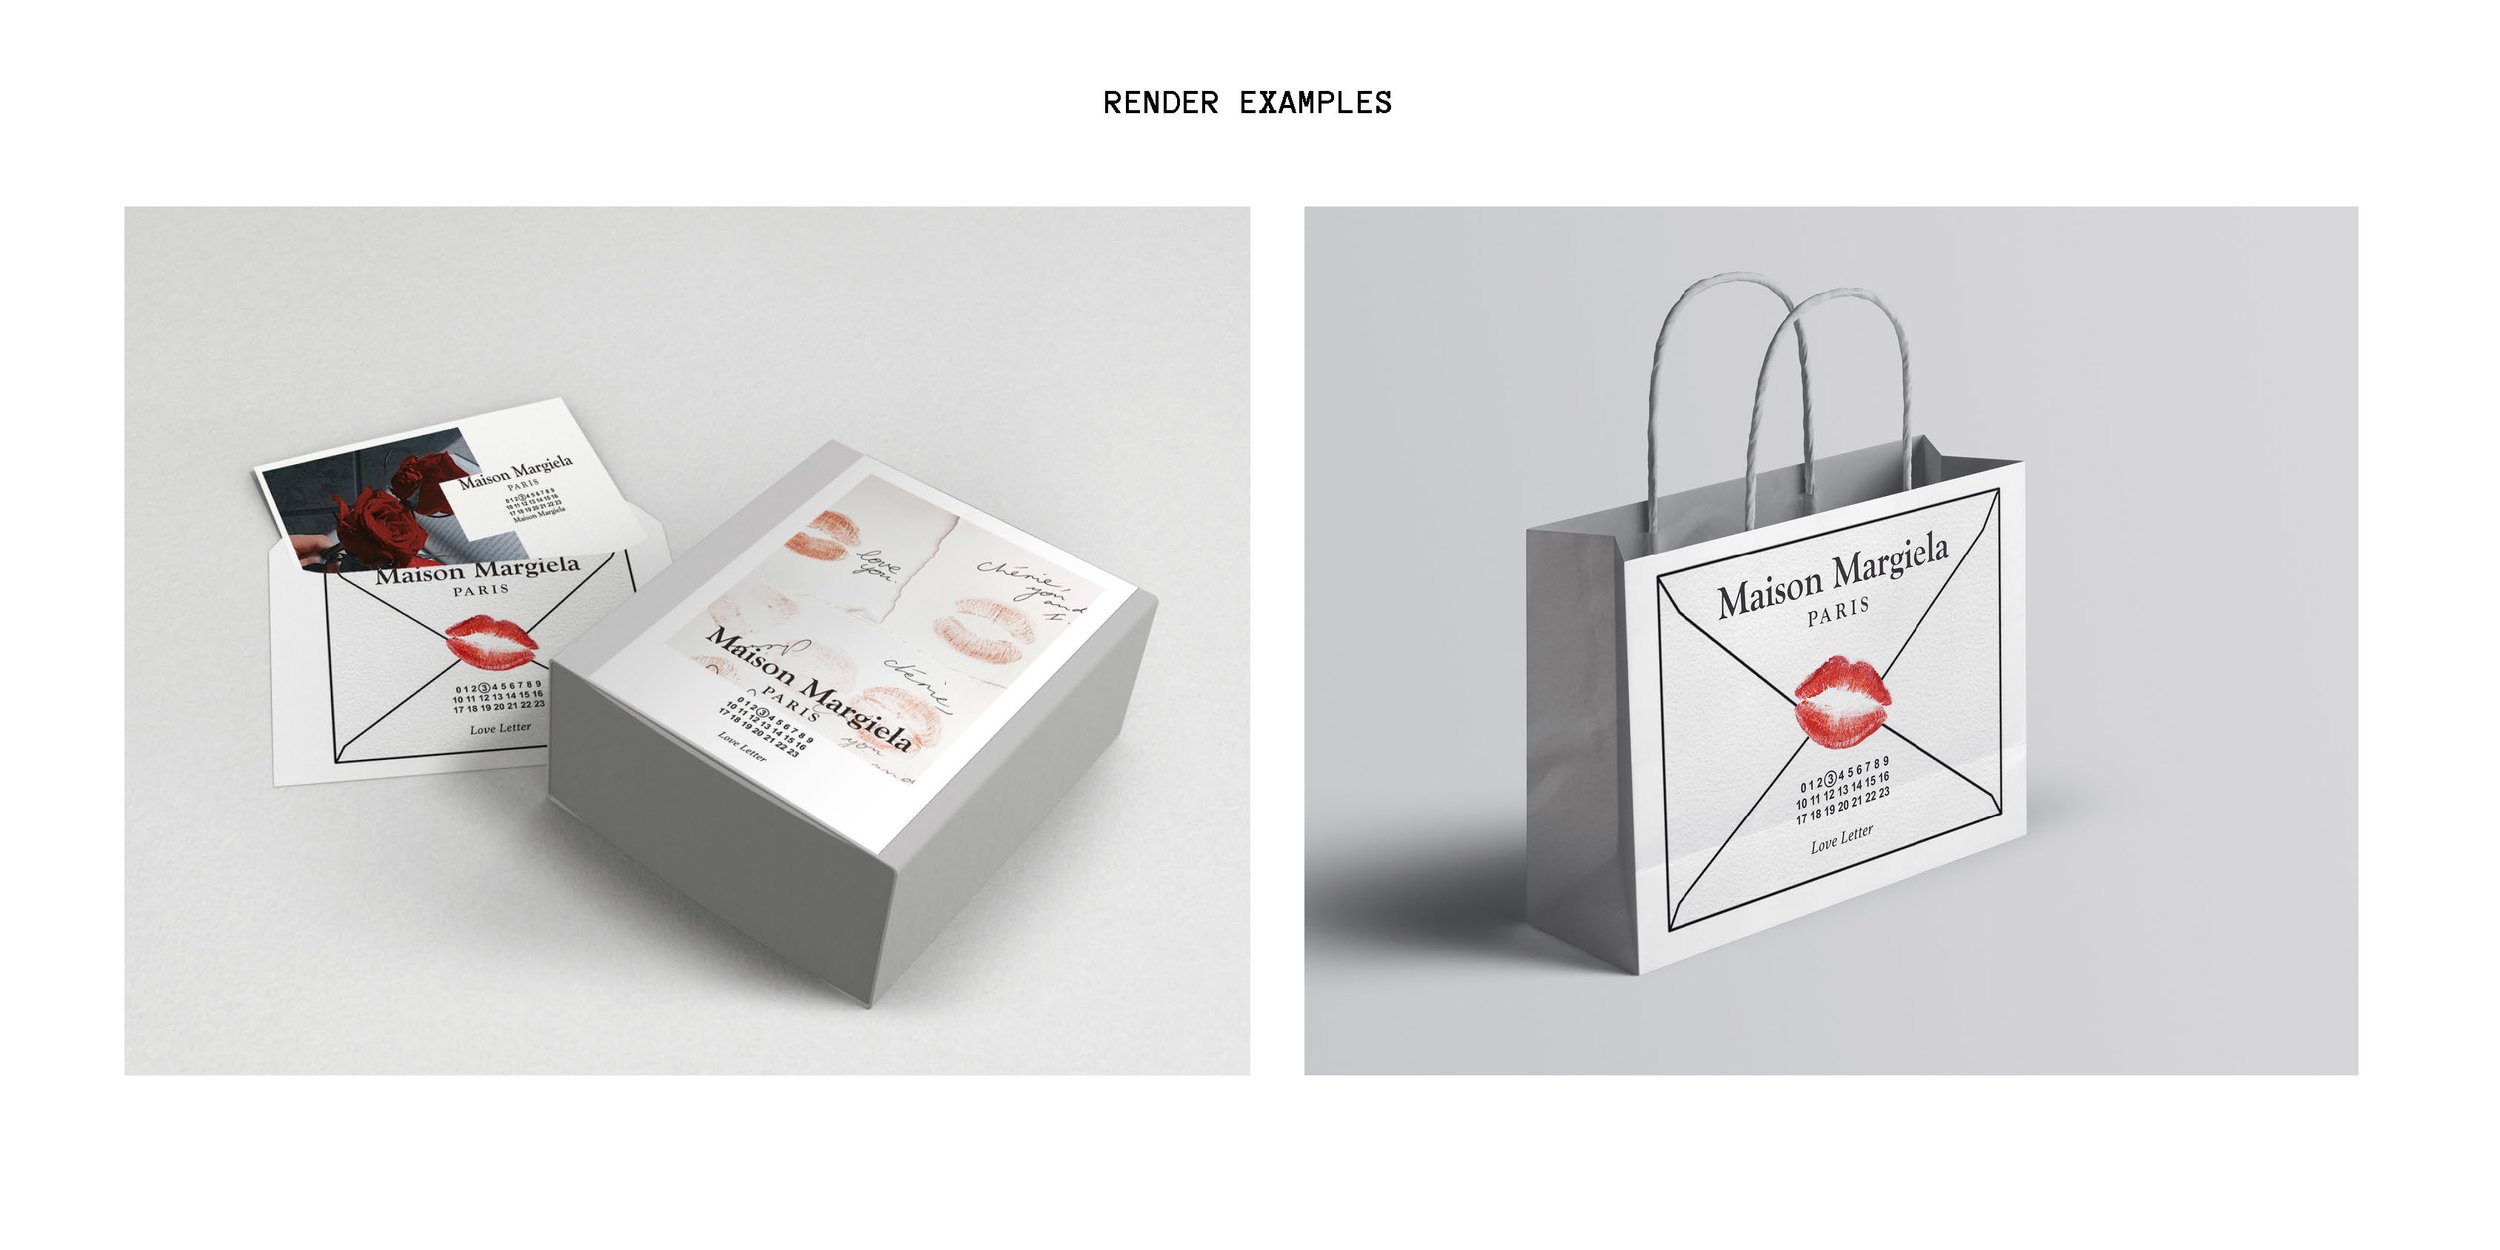 RENDER EXAMPLES
Maison Margiela
PARIS
0 1 2 3 4 5 6 7 8 9
10 11 12 13 14 15 16
17 18 19 20 21 22 23
Maison Margiela
Maison Margiela
PARIS
0 1 2 3 4 5 6 7 8 9
10 11 12 13 14 15 16
17 18 19 20 21 22 23
Love Letter
love
you.
chérie
you
and
I.
chérie
Maison Margiela
PARIS
0 1 2 3 4 5 6 7 8 9
10 11 12 13 14 15 16
17 18 19 20 21 22 23
Love Letter
you
Maison Margiela
PARIS
0 1 2 3 4 5 6 7 8 9
10 11 12 13 14 15 16
17 18 19 20 21 22 23
Love Letter